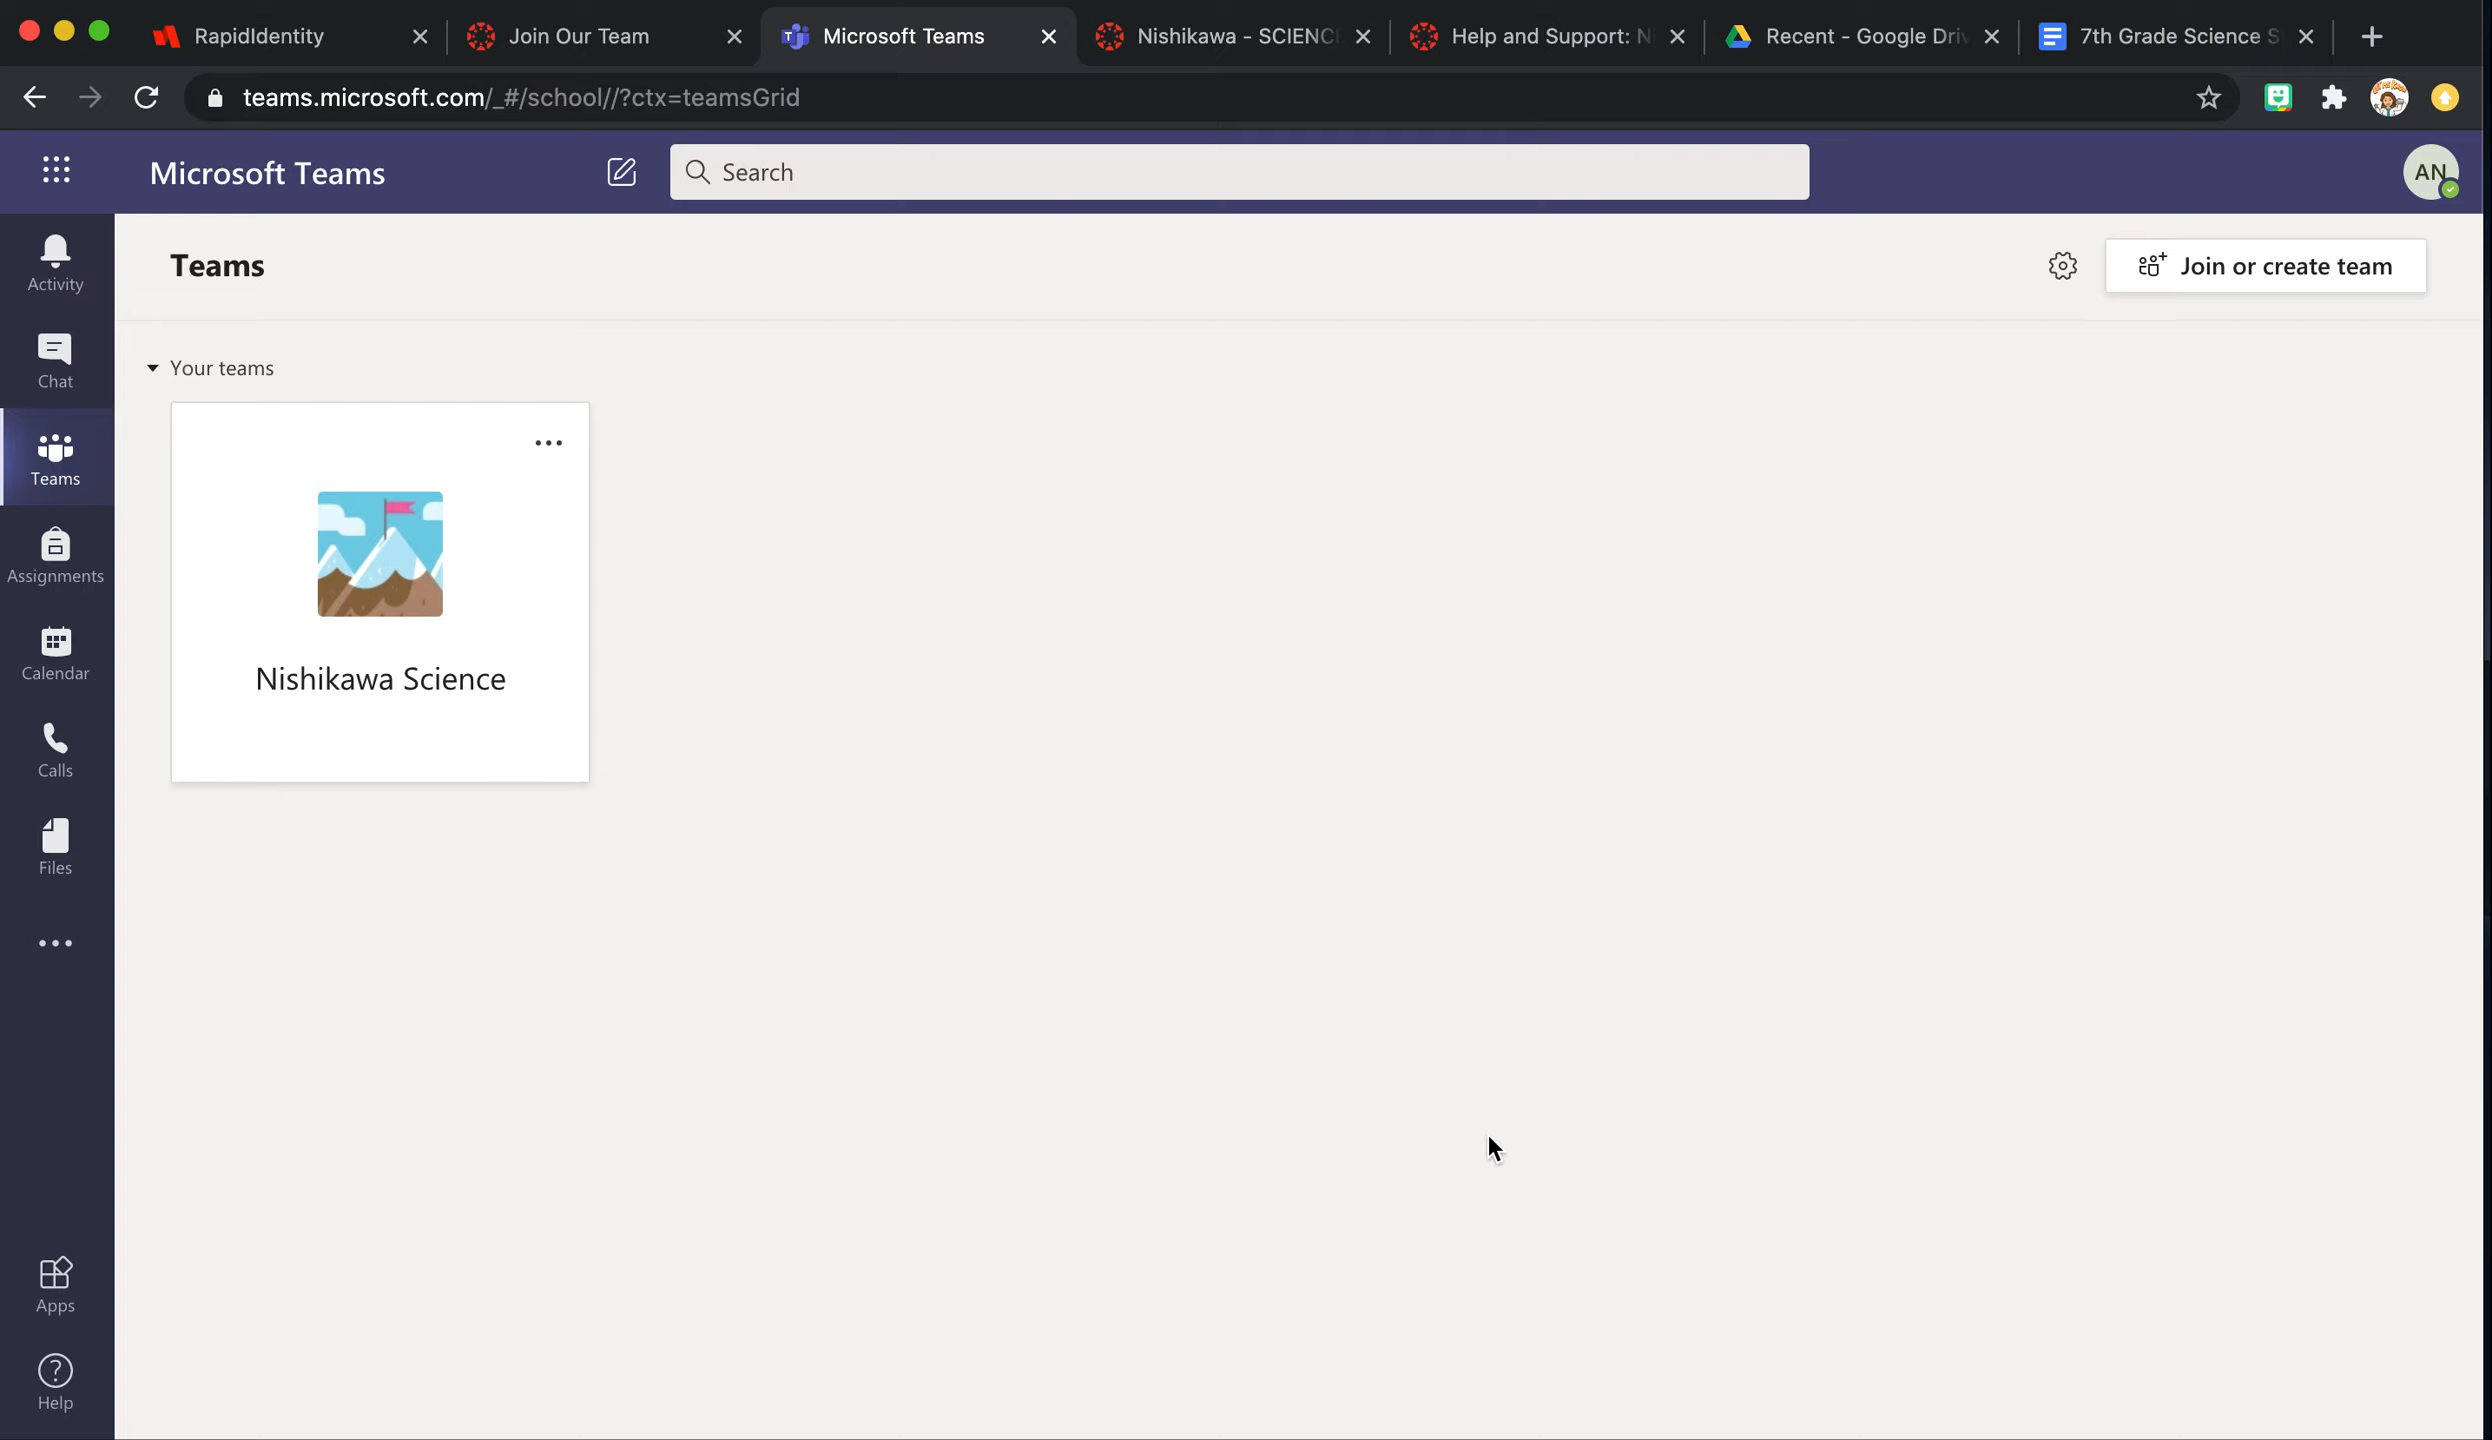 RapidIdentity
Join Our Team
Microsoft Teams
Nishikawa - SCIENC
Help and Support: N
Recent - Google Driv
7th Grade Science S
teams.microsoft.com/_#/school//?ctx=teamsGrid
Microsoft Teams
Search
AN
Activity
Chat
Teams
Assignments
Calendar
Calls
Files
Apps
Help
Teams
Join or create team
Your teams
Nishikawa Science